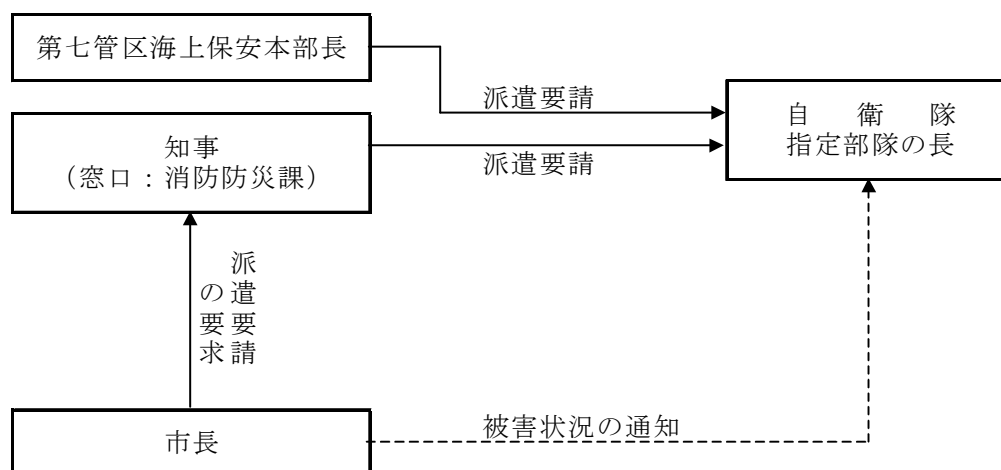 第七管区海上保安本部長
派遣要請
自衛隊
指定部隊の長
知事
（窓口：消防防災課）
派遣要請
派遣要請
の要求
市長
被害状況の通知